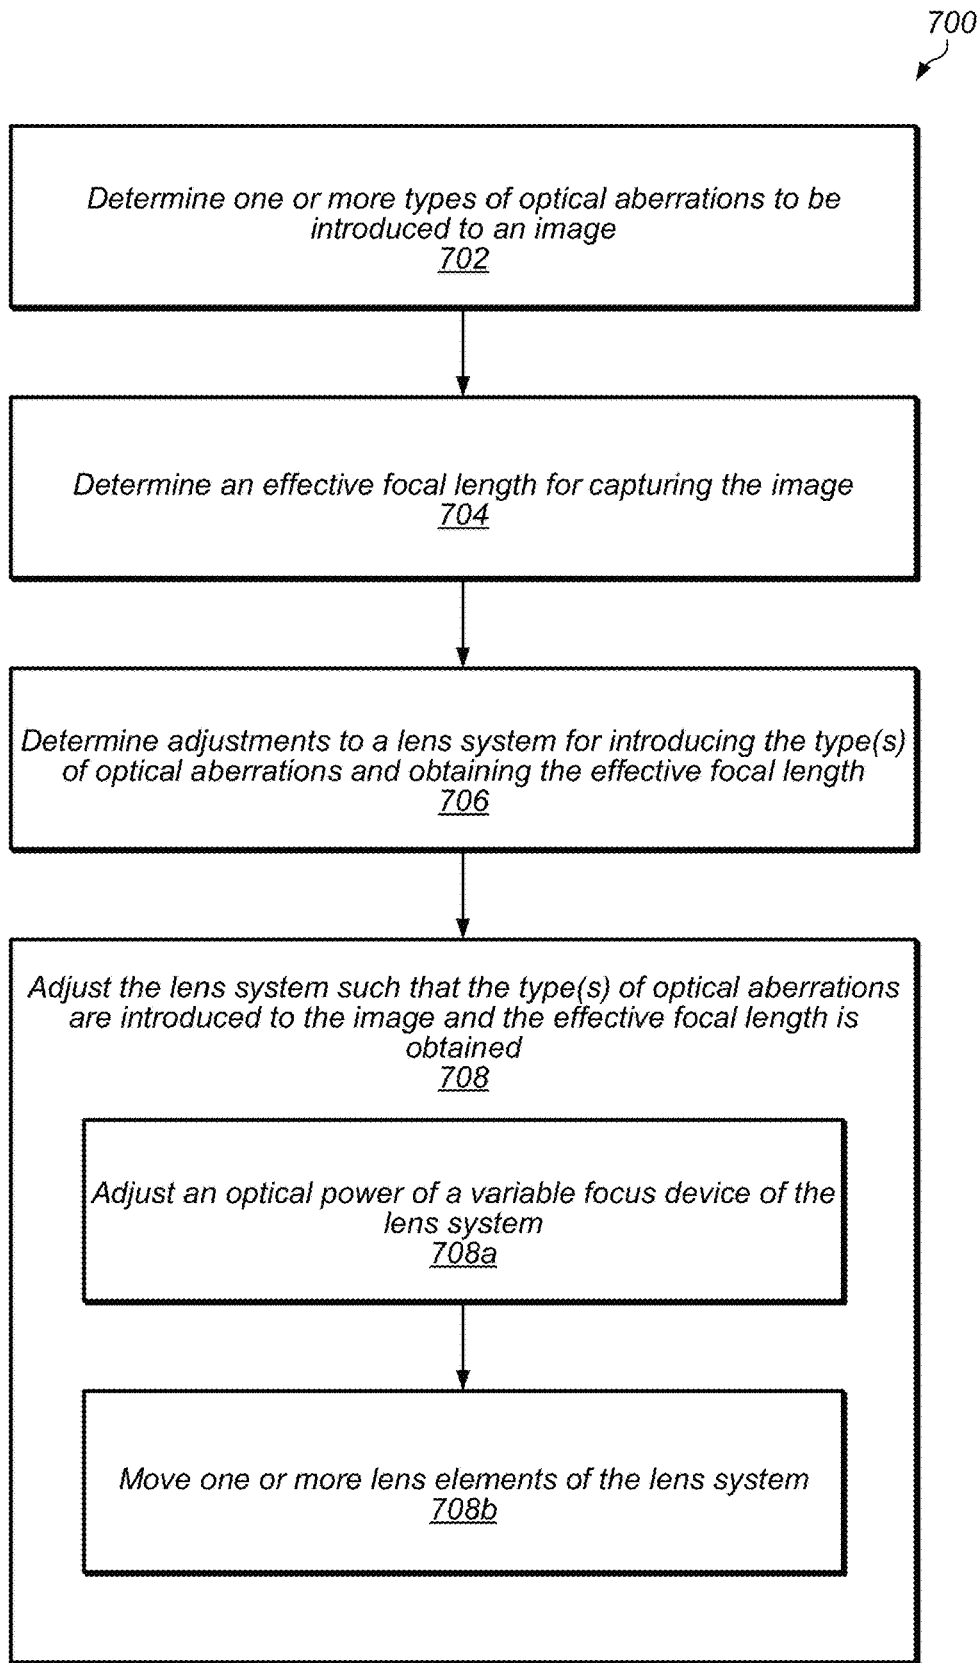 700
Determine one or more types of optical aberrations to be
introduced to an image
702
Determine an effective focal length for capturing the image
704
Determine adjustments to a lens system for introducing the type(s)
of optical aberrations and obtaining the effective focal length
706
Adjust the lens system such that the type(s) of optical aberrations
are introduced to the image and the effective focal length is
obtained
708
Adjust an optical power of a variable focus device of the
lens system
708a
Move one or more lens elements of the lens system
708b